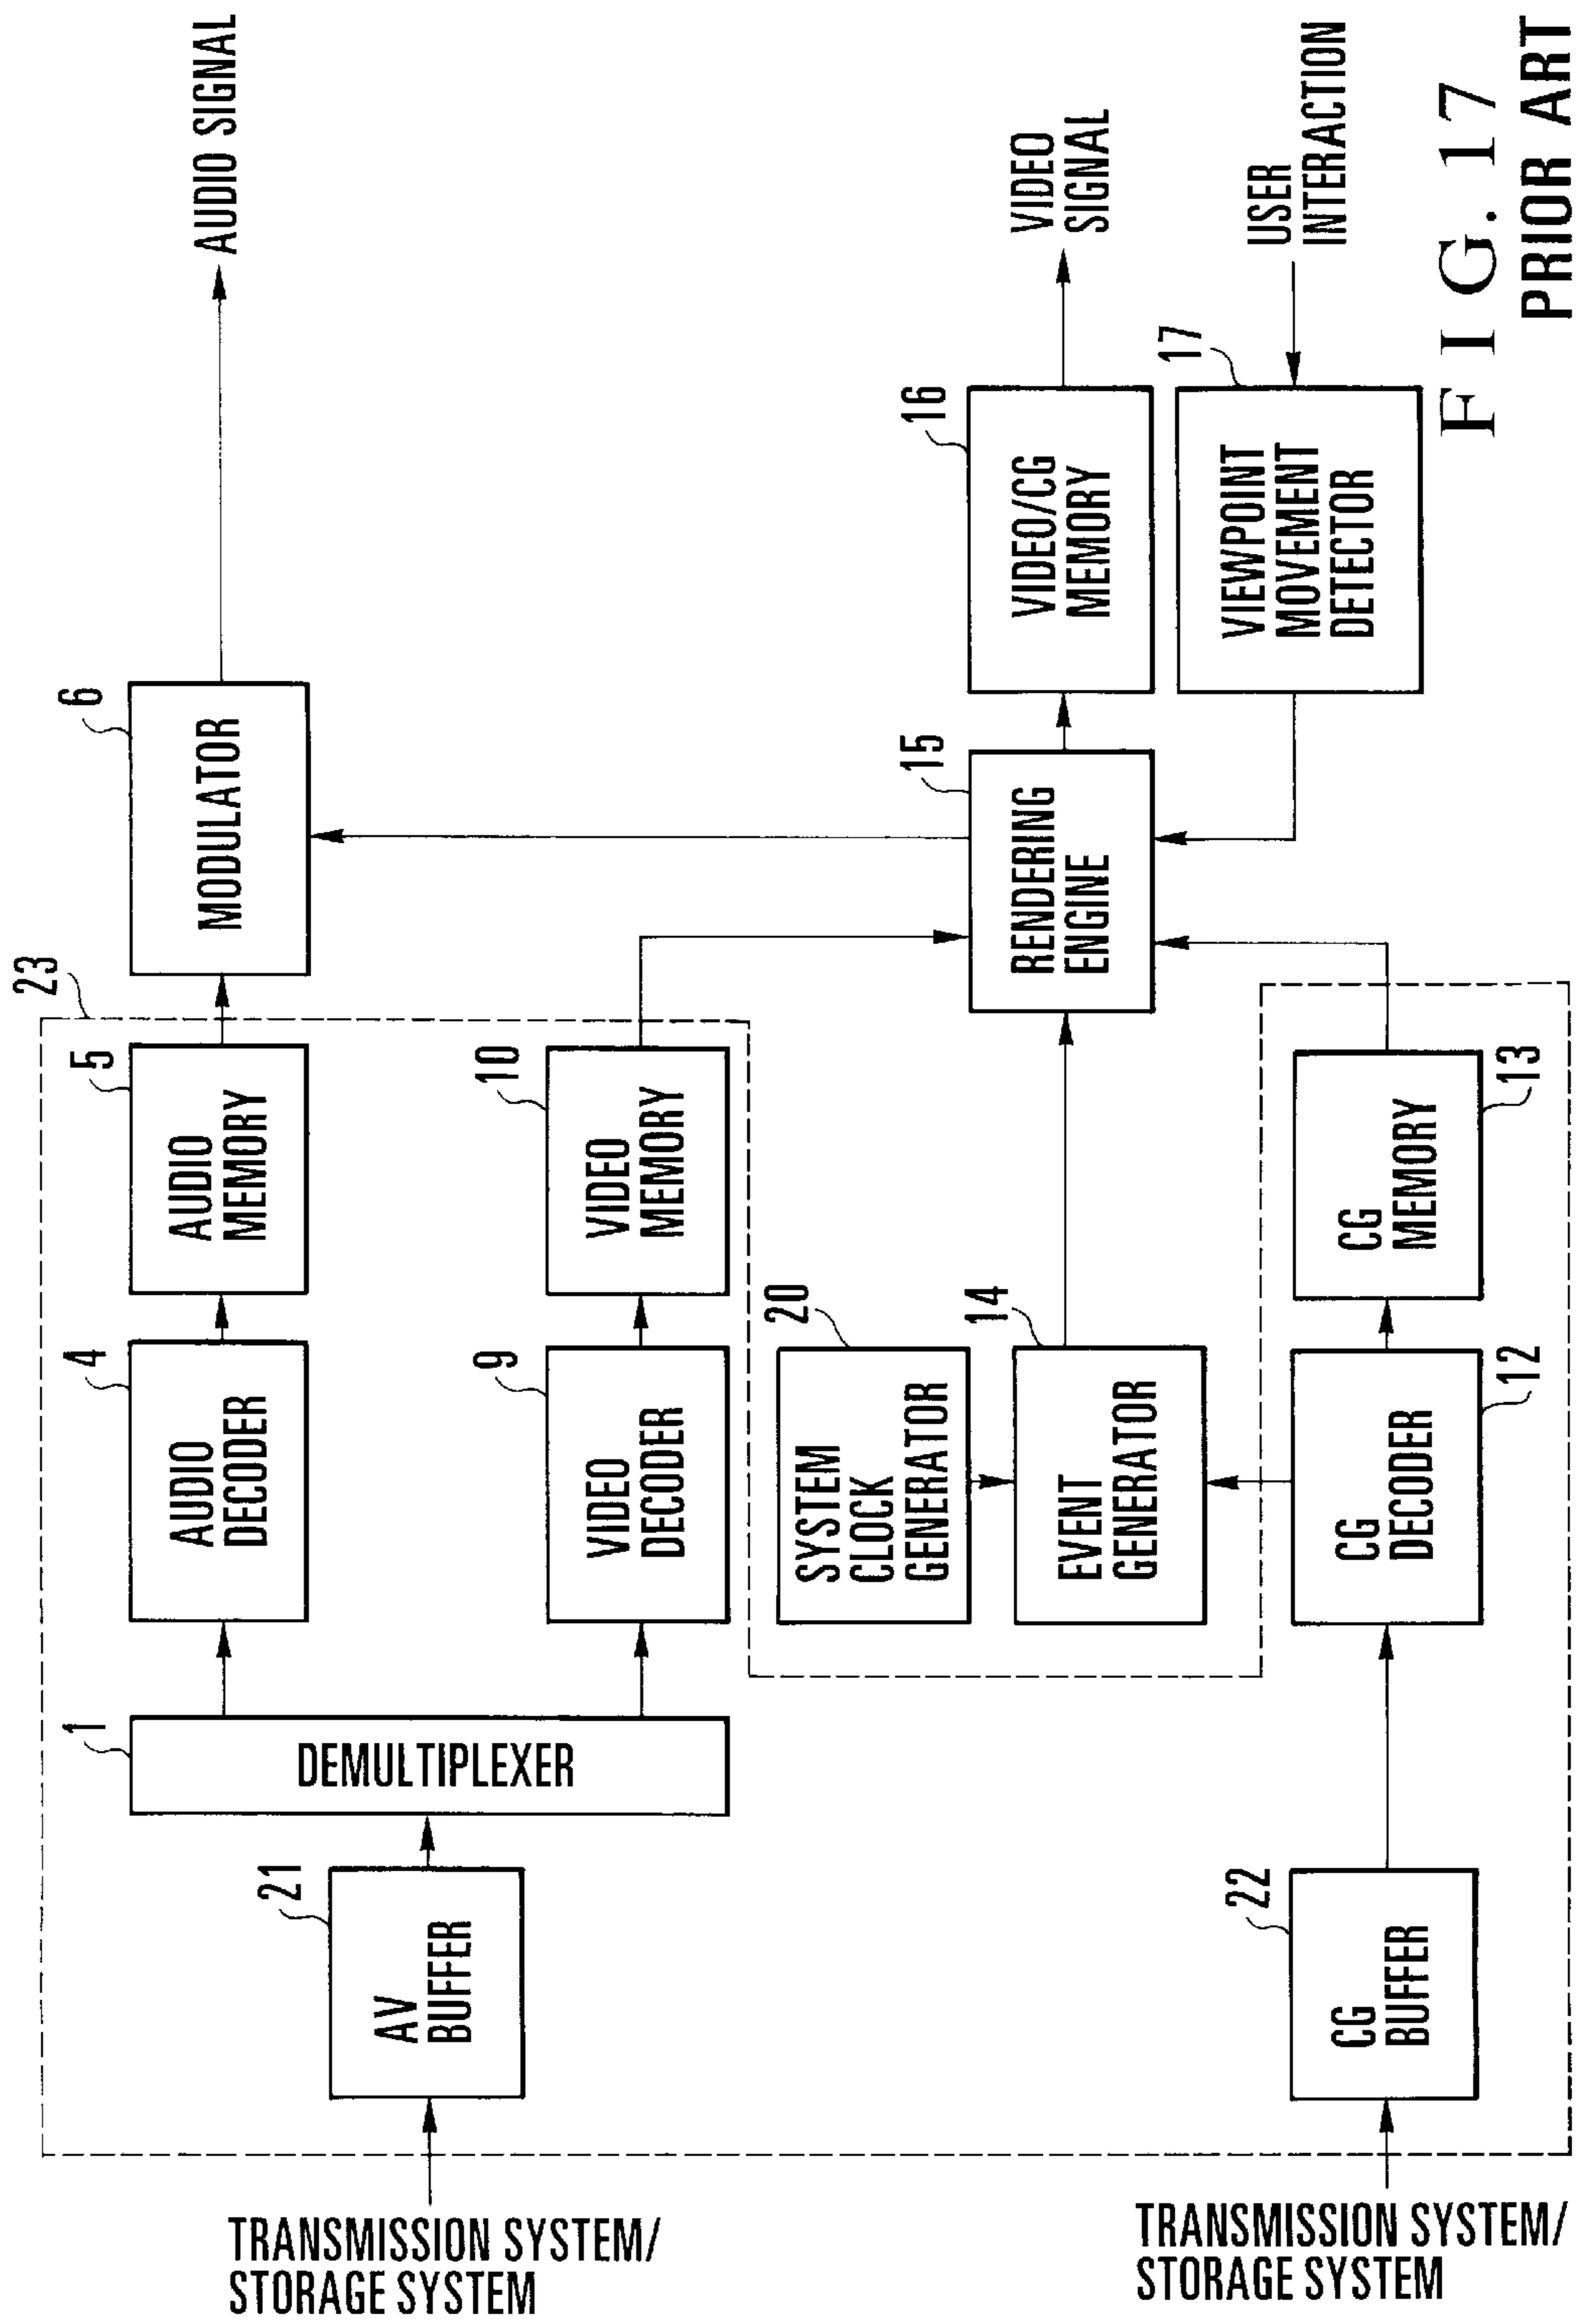 TRANSMISSION SYSTEM/
STORAGE SYSTEM
21
AV
BUFFER
1
DEMULTIPLEXER
4
AUDIO
DECODER
5
AUDIO
MEMORY
23
6
MODULATOR
AUDIO SIGNAL
9
VIDEO
DECODER
10
VIDEO
MEMORY
20
SYSTEM
CLOCK
GENERATOR
14
EVENT
GENERATOR
15
RENDERING
ENGINE
16
VIDEO/CG
MEMORY
VIDEO
SIGNAL
17
VIEWPOINT
MOVEMENT
DETECTOR
USER
INTERACTION
TRANSMISSION SYSTEM/
STORAGE SYSTEM
22
CG
BUFFER
CG
DECODER
12
CG
MEMORY
13
FIG. 17
PRIOR ART